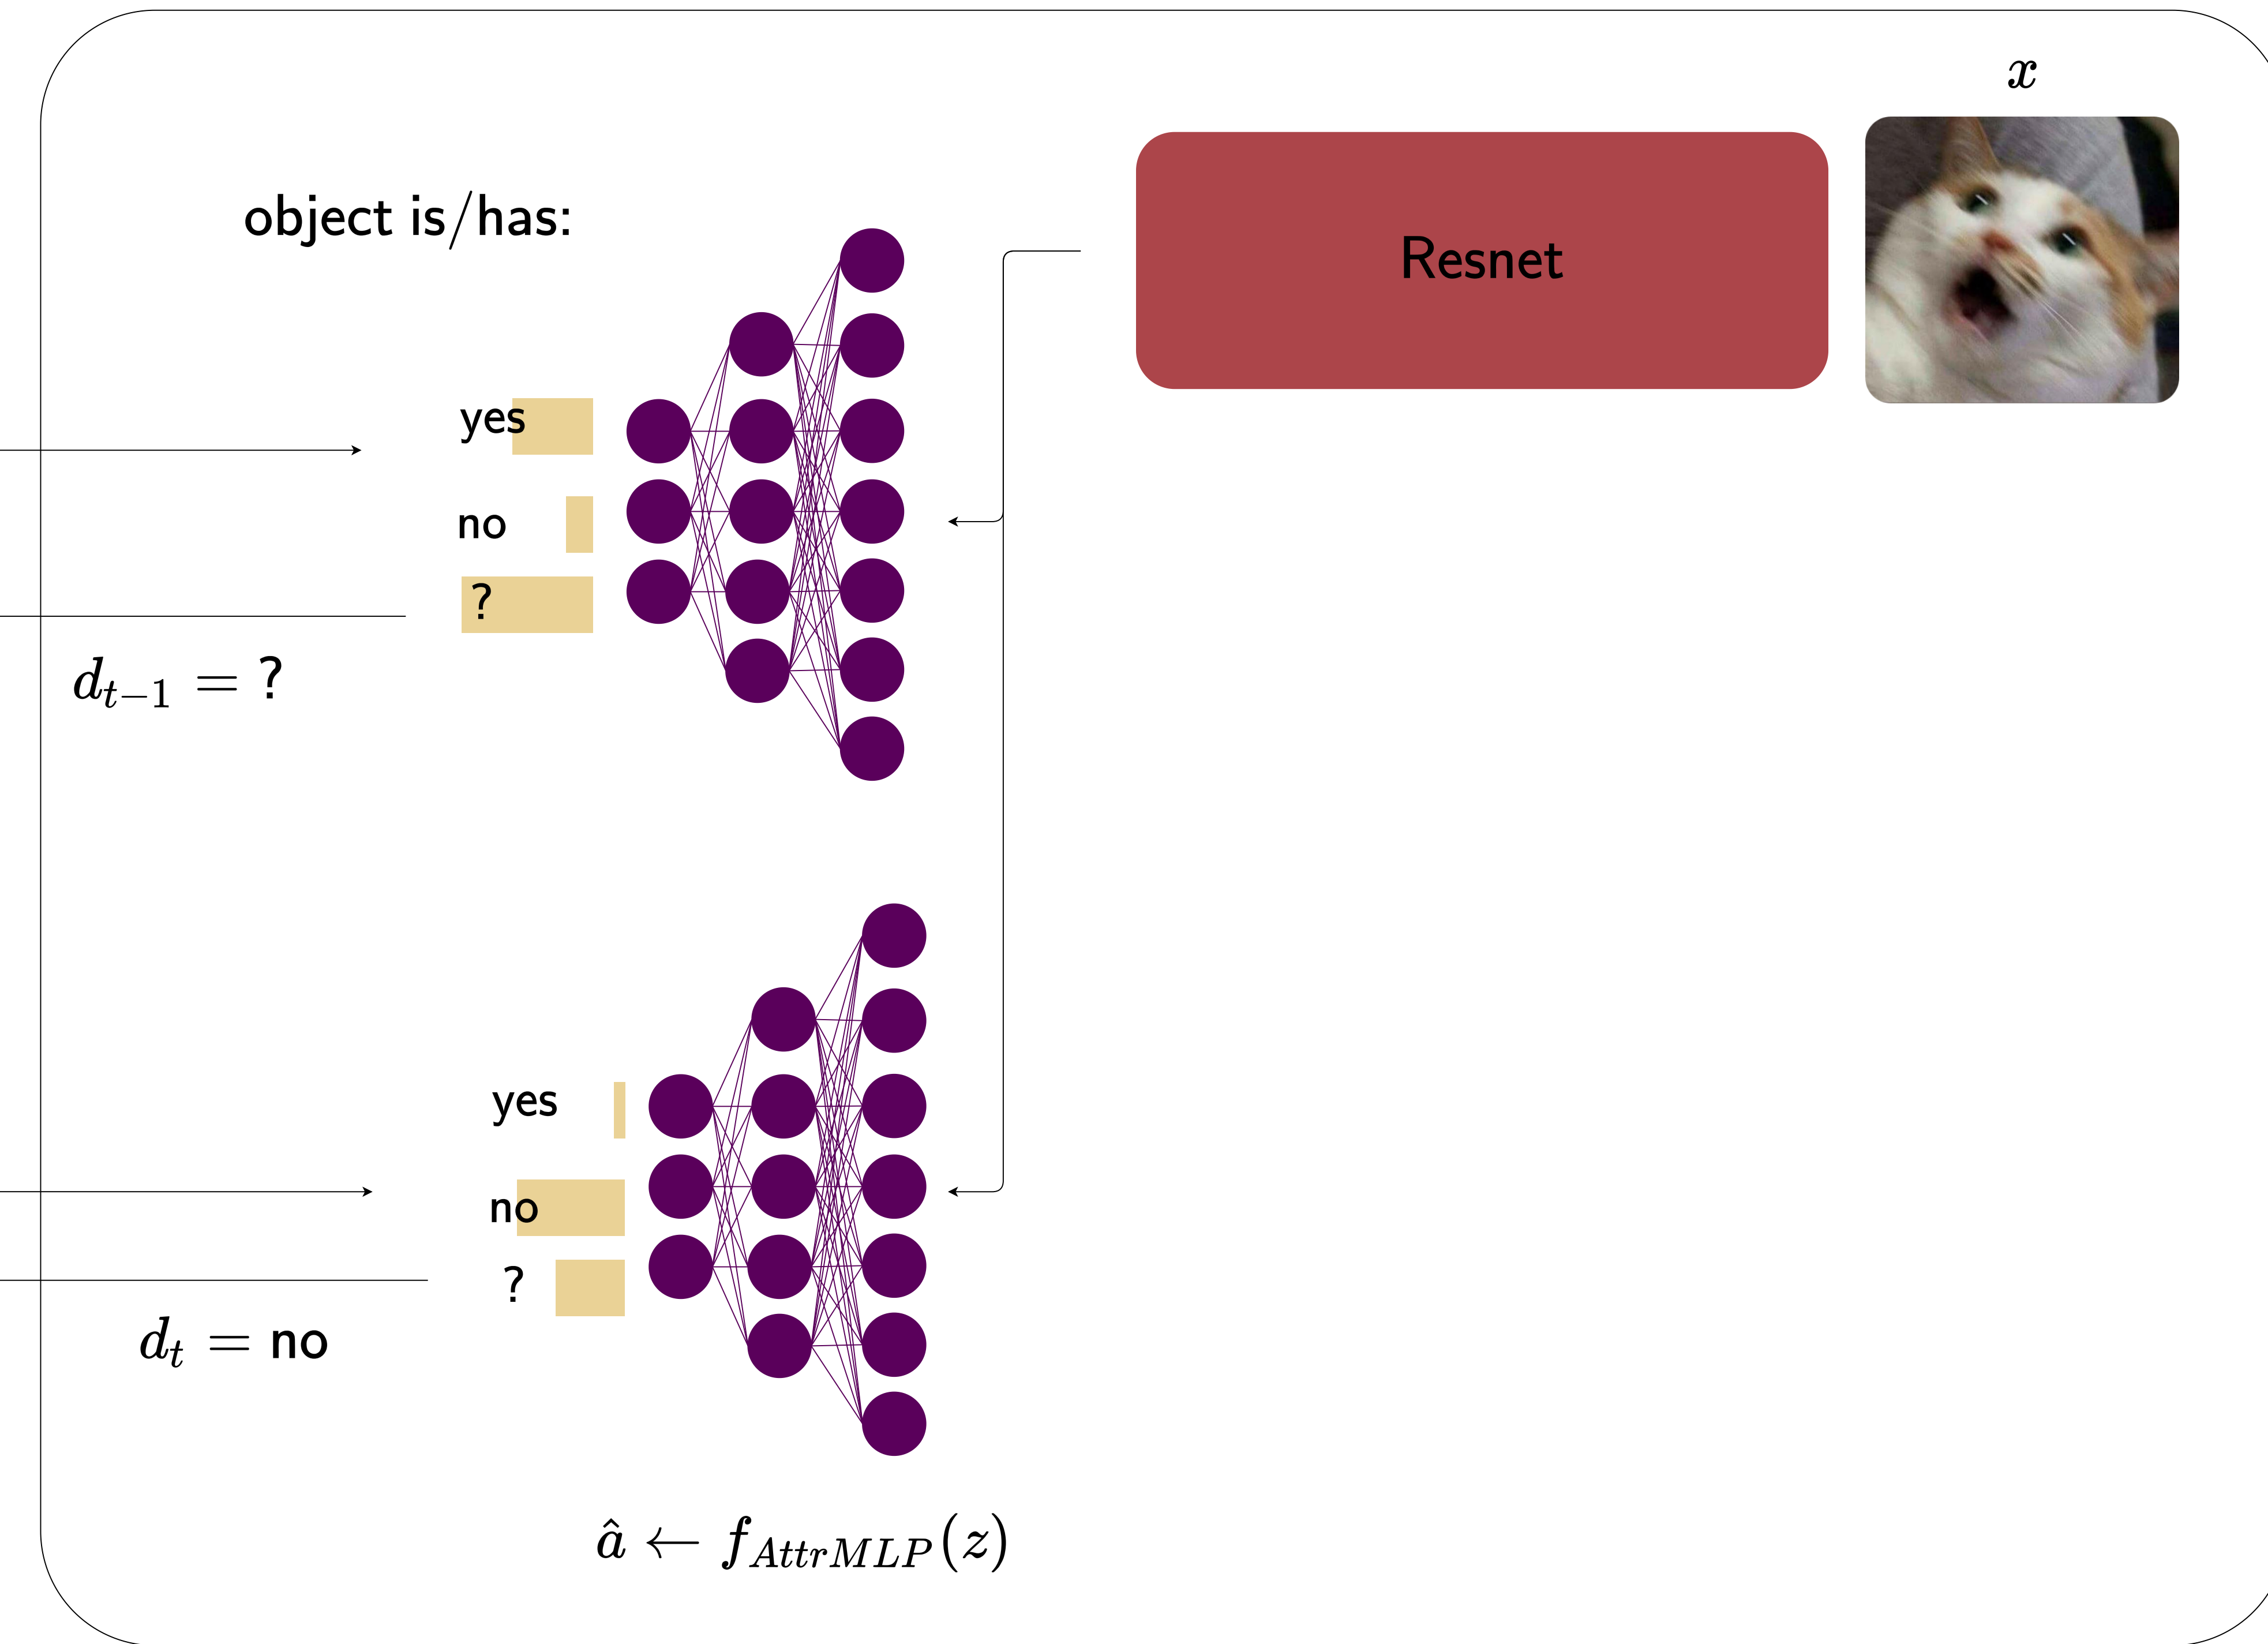 x
object is/has:
Resnet
yes
no
?
d_{t-1} = ?
yes
no
?
d_t = no
â ← f_{AttrMLP}(z)